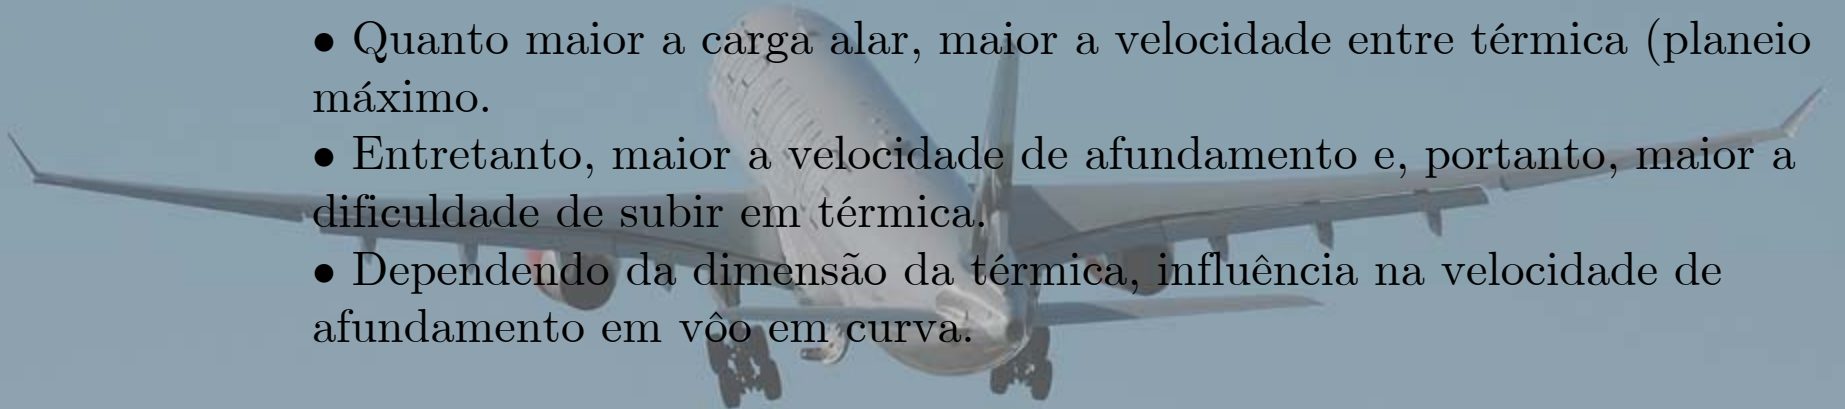 • Quanto maior a carga alar, maior a velocidade entre térmica (planeio
máximo.
• Entretanto, maior a velocidade de afundamento e, portanto, maior a
dificuldade de subir em térmica.
• Dependendo da dimensão da térmica, influência na velocidade de
afundamento em vôo em curva.